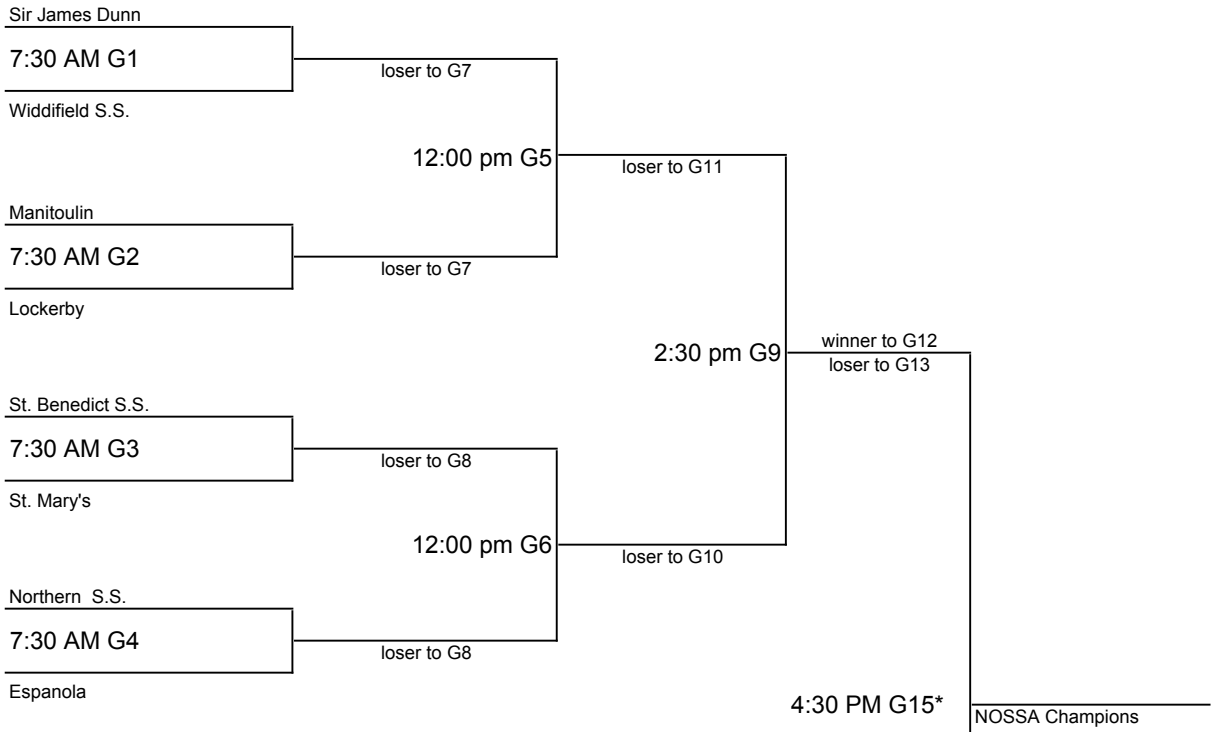 Sir James Dunn
7:30 AM G1
loser to G7
Widdifield S.S.
12:00 pm G5
loser to G11
Manitoulin
7:30 AM G2
loser to G7
Lockerby
winner to G12
2:30 pm G9
loser to G13
St. Benedict S.S.
7:30 AM G3
loser to G8
St. Mary's
12:00 pm G6
loser to G10
Northern  S.S.
7:30 AM G4
loser to G8
Espanola
4:30 PM G15*
NOSSA Champions